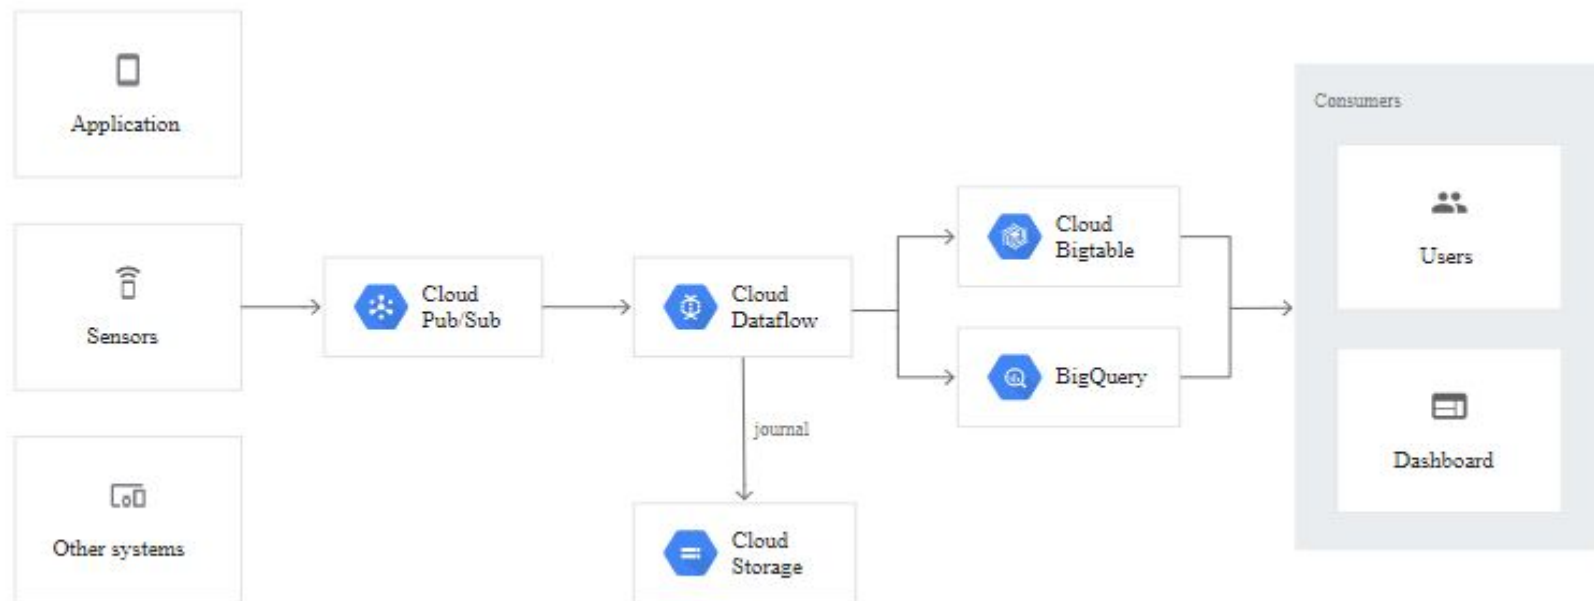 Application
Sensors
Other systems
Cloud
Pub/Sub
Cloud
Dataflow
journal
Cloud
Storage
Cloud
Bigtable
BigQuery
Consumers
Users
Dashboard